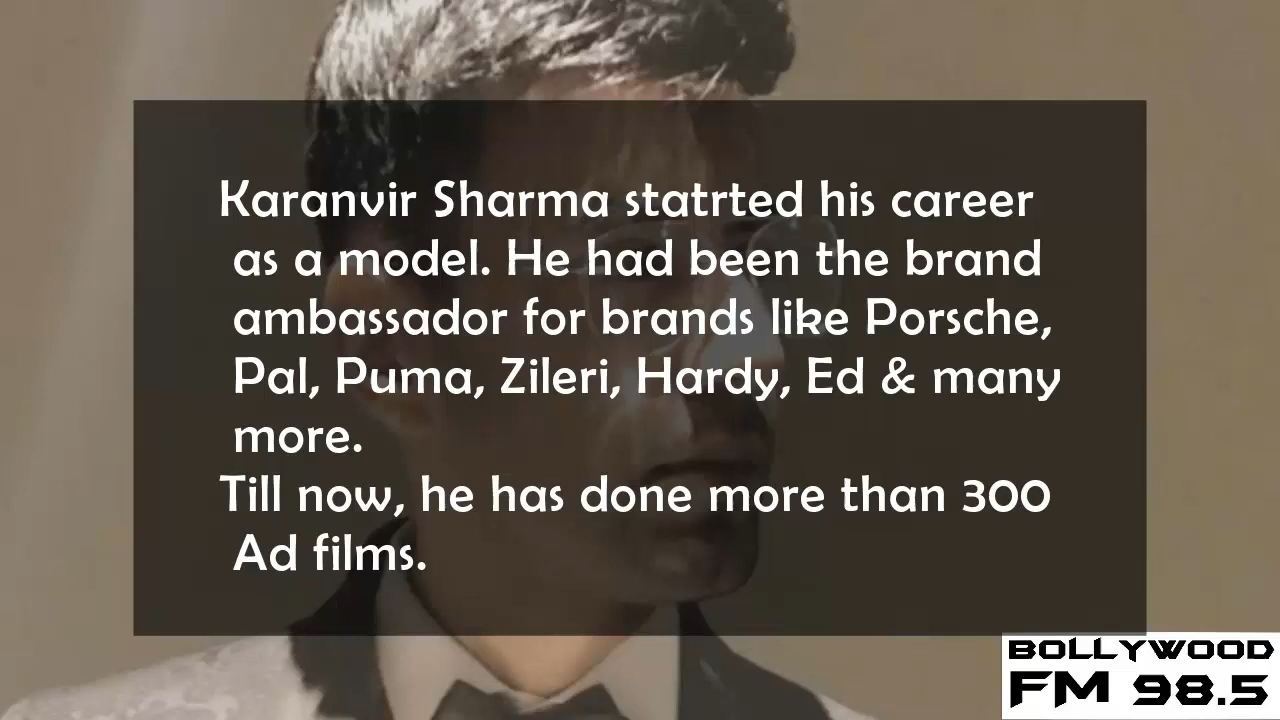 Karanvir Sharma statrted his career
as a model. He had been the brand
ambassador for brands like Porsche,
Pal, Puma, Zileri, Hardy, Ed & many
more.
Till now, he has done more than 300
Ad films.
BOLLYWOOD
FM 98.5